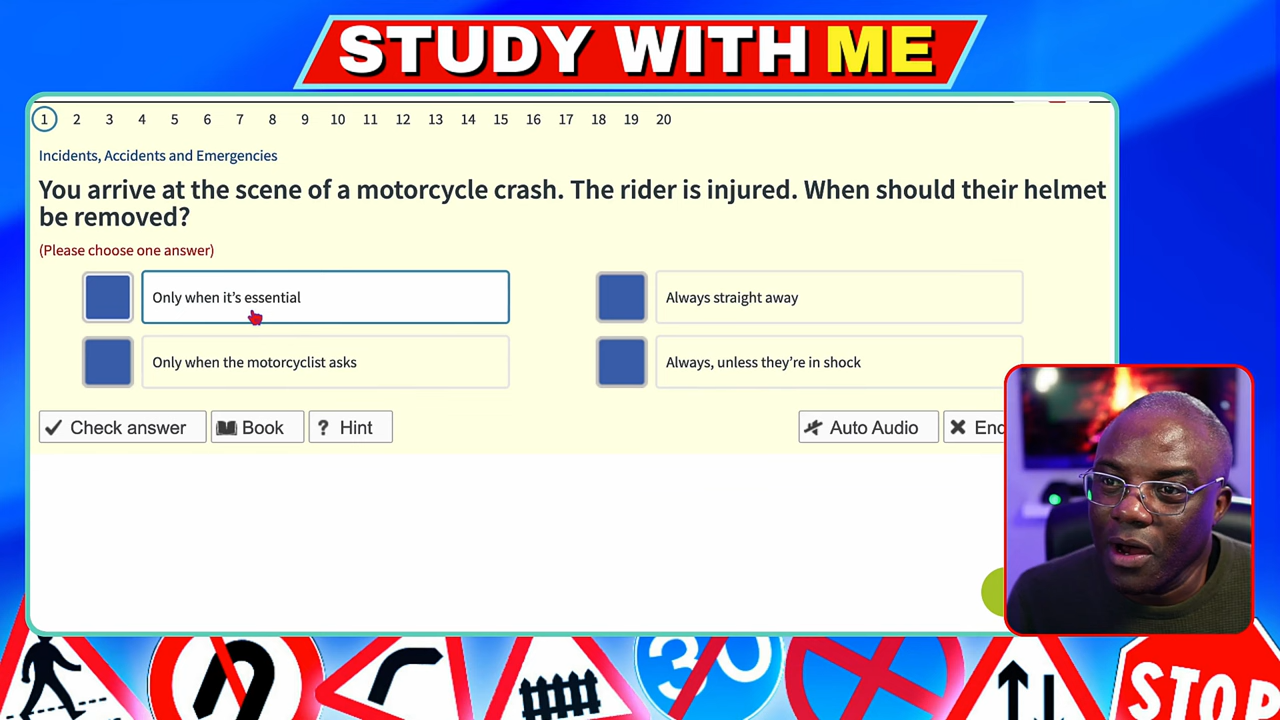 STUDY WITH ME
1 2 3 4 5 6 7 8 9 10 11 12 13 14 15 16 17 18 19 20
Incidents, Accidents and Emergencies
You arrive at the scene of a motorcycle crash. The rider is injured. When should their helmet
be removed?
(Please choose one answer)
Only when it’s essential
Always straight away
Only when the motorcyclist asks
Always, unless they’re in shock
Check answer
Book
? Hint
Auto Audio
30
STOP